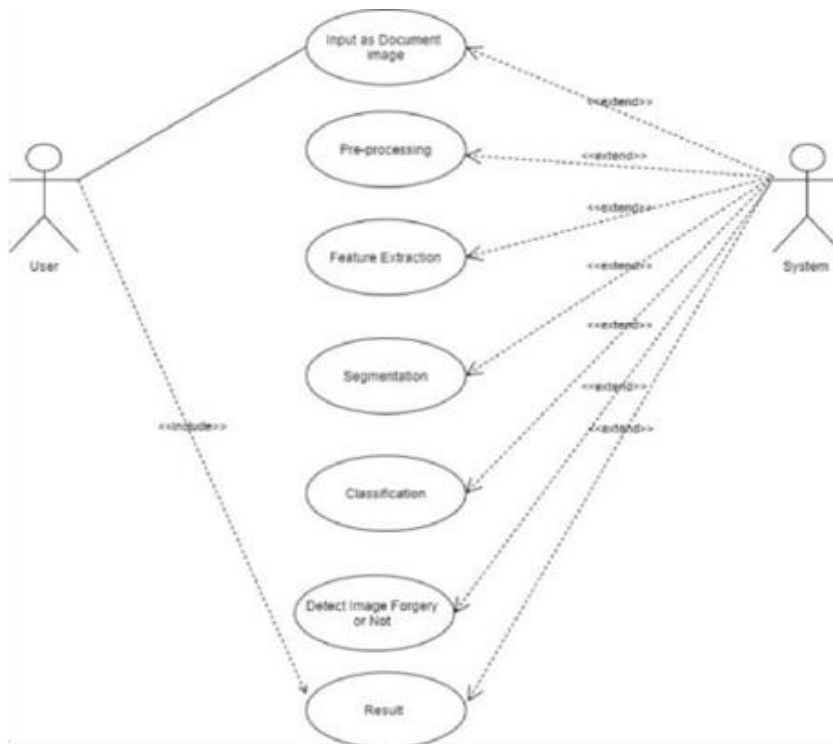 Input as Document
image
<<extend>>
Pre-processing
<<extend>>
<<extend>>
Feature Extraction
User
System
<<extend>>
<<extend>>
Segmentation
<<extend>>
<<include>>
<<extend>>
Classification
Detect Image Forgery
or Not
Result